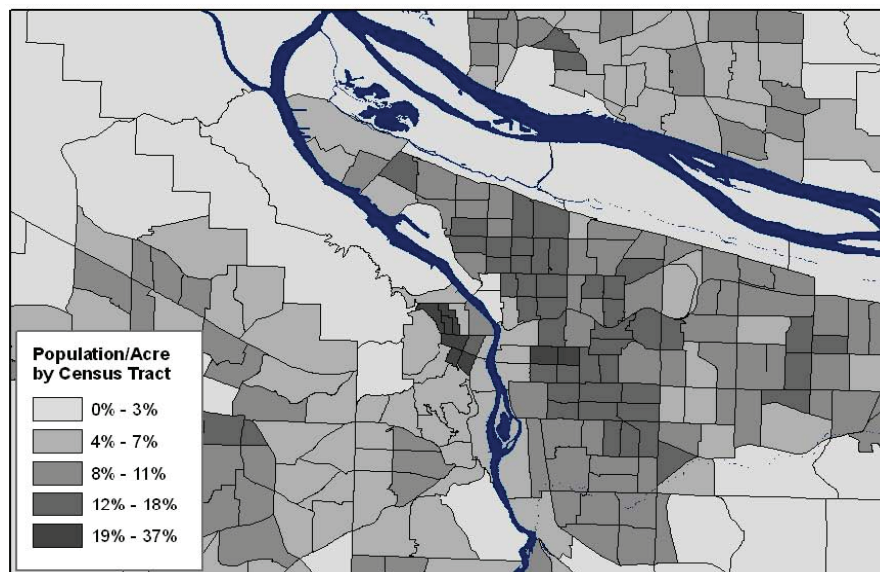 Population/Acre
by Census Tract
0% - 3%
4% - 7%
8% - 11%
12% - 18%
19% - 37%